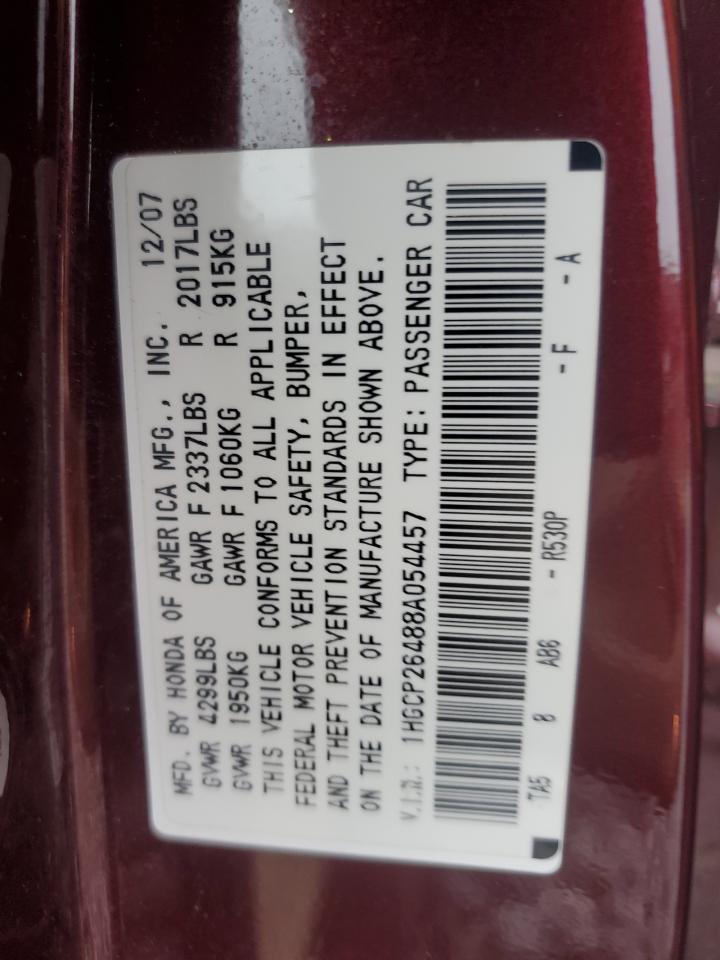 MFD. BY HONDA OF AMERICA MFG., INC. 12/07
GVWR 4299LBS GAWR F 2337LBS R 2017LBS
GVWR 1950KG GAWR F 1060KG R 915KG
THIS VEHICLE CONFORMS TO ALL APPLICABLE
FEDERAL MOTOR VEHICLE SAFETY, BUMPER,
AND THEFT PREVENTION STANDARDS IN EFFECT
ON THE DATE OF MANUFACTURE SHOWN ABOVE.
V.I.N.: 1HGCP26488A054457 TYPE: PASSENGER CAR
TA5 0 AB6 - R530P - F - A